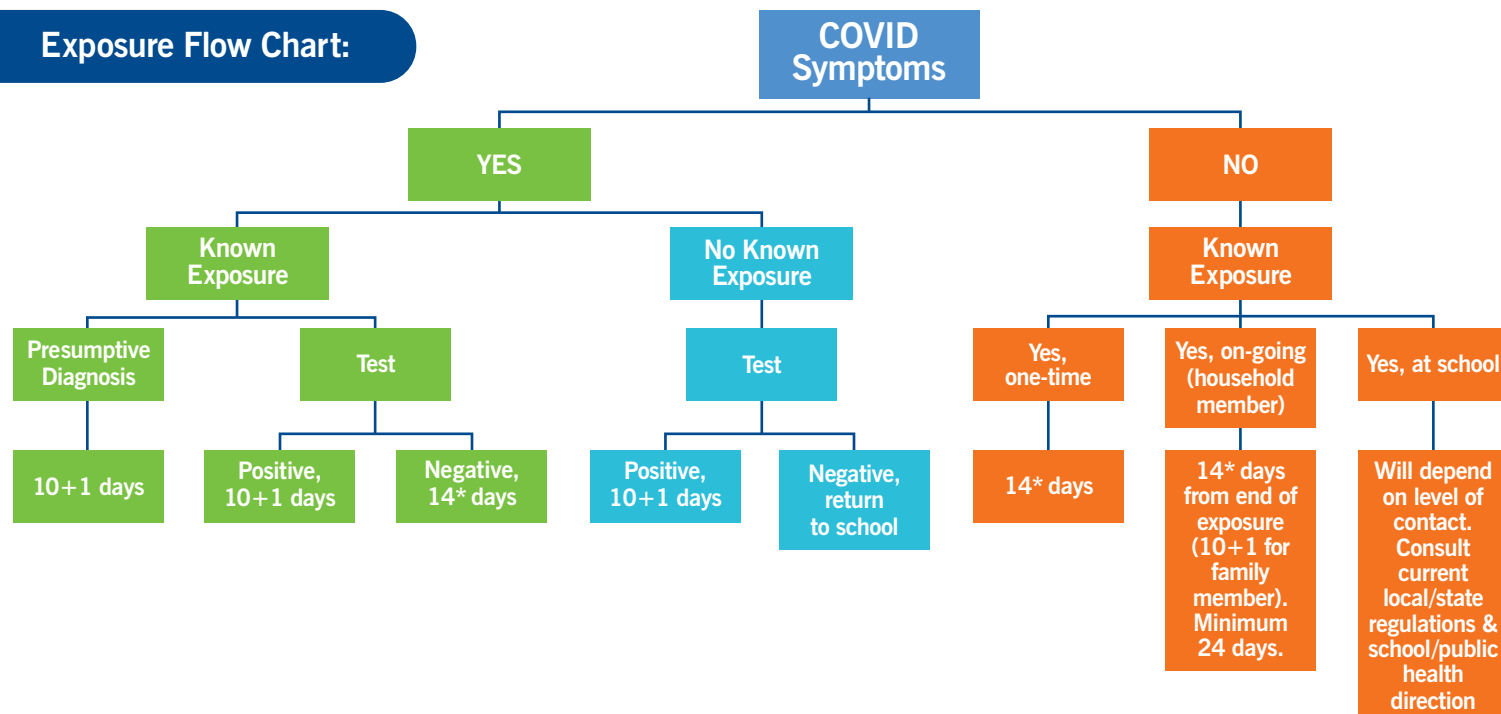 Exposure Flow Chart:
COVID
Symptoms
YES
NO
Known
Exposure
No Known
Exposure
Known
Exposure
Presumptive
Diagnosis
Test
Test
Yes,
one-time
Yes, on-going
(household
member)
Yes, at school
10+1 days
Positive,
10+1 days
Negative,
14* days
Positive,
10+1 days
Negative,
return
to school
14* days
14* days
from end of
exposure
(10+1 for
family
member).
Minimum
24 days.
Will depend
on level of
contact.
Consult
current
local/state
regulations &
school/public
health
direction